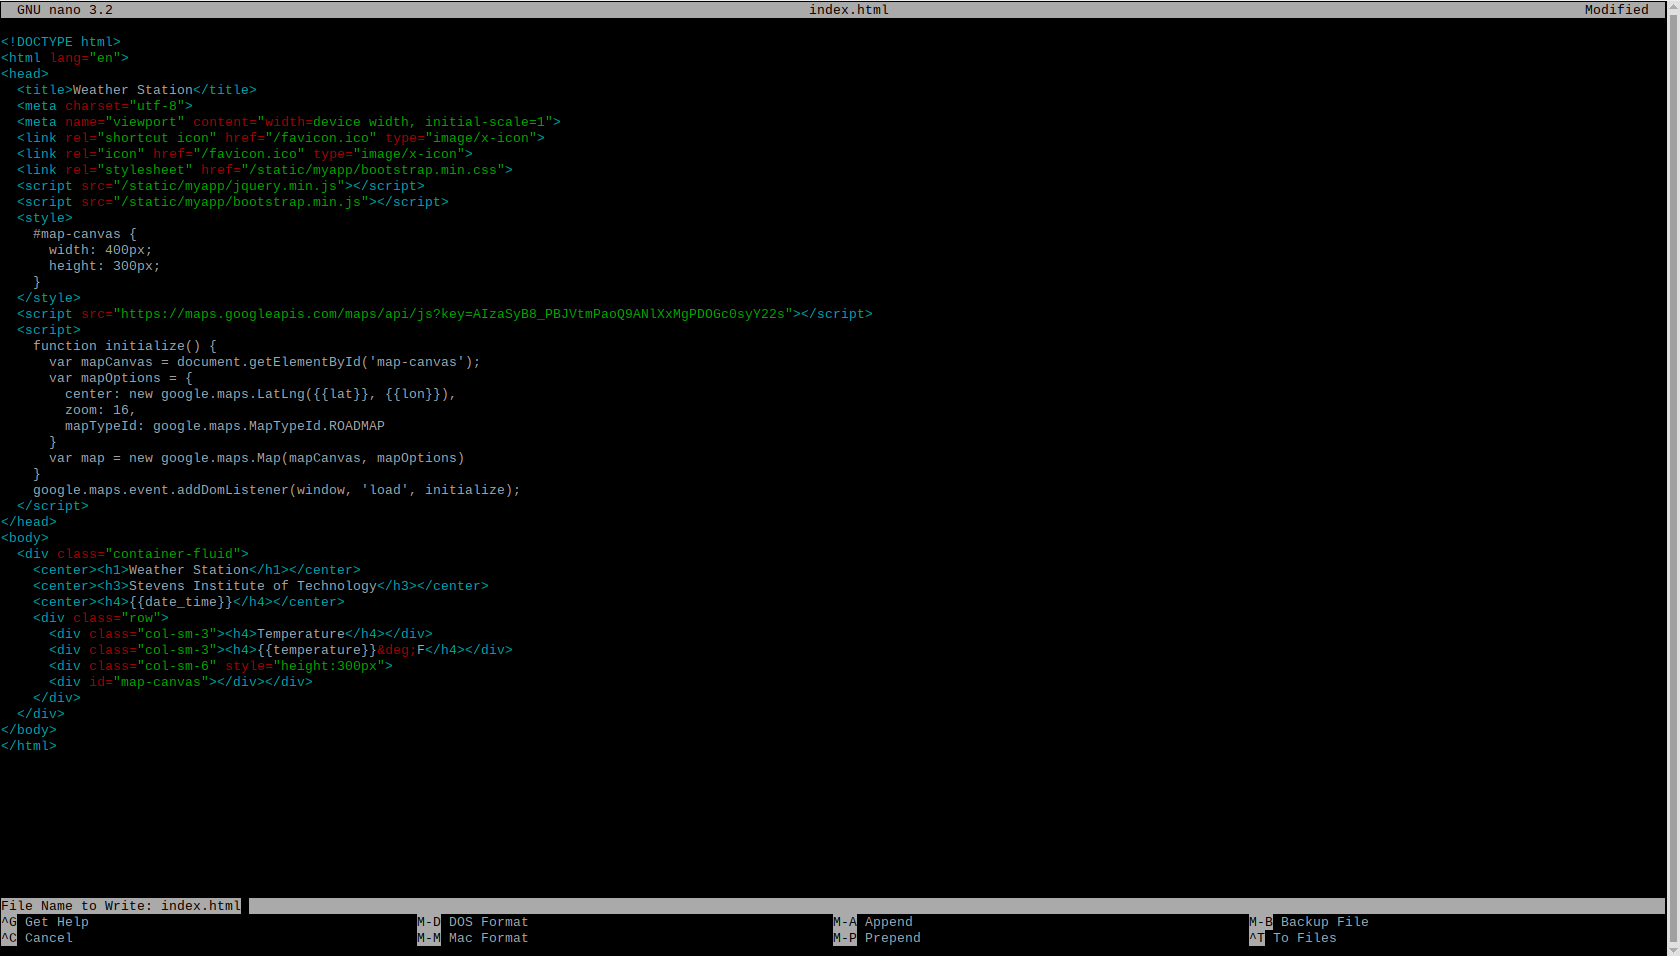 GNU nano 3.2 index.html Modified
<!DOCTYPE html>
<html lang="en">
<head>
  <title>Weather Station</title>
  <meta charset="utf-8">
  <meta name="viewport" content="width=device width, initial-scale=1">
  <link rel="shortcut icon" href="/favicon.ico" type="image/x-icon">
  <link rel="icon" href="/favicon.ico" type="image/x-icon">
  <link rel="stylesheet" href="/static/myapp/bootstrap.min.css">
  <script src="/static/myapp/jquery.min.js"></script>
  <script src="/static/myapp/bootstrap.min.js"></script>
  <style>
    #map-canvas {
      width: 400px;
      height: 300px;
    }
  </style>
  <script src="https://maps.googleapis.com/maps/api/js?key=AIzaSyB8_PBJVtmPaoQ9ANlXxMgPDOGc0syY22s"></script>
  <script>
    function initialize() {
      var mapCanvas = document.getElementById('map-canvas');
      var mapOptions = {
        center: new google.maps.LatLng({{lat}}, {{lon}}),
        zoom: 16,
        mapTypeId: google.maps.MapTypeId.ROADMAP
      }
      var map = new google.maps.Map(mapCanvas, mapOptions)
    }
    google.maps.event.addDomListener(window, 'load', initialize);
  </script>
</head>
<body>
  <div class="container-fluid">
    <center><h1>Weather Station</h1></center>
    <center><h3>Stevens Institute of Technology</h3></center>
    <center><h4>{{date_time}}</h4></center>
    <div class="row">
      <div class="col-sm-3"><h4>Temperature</h4></div>
      <div class="col-sm-3"><h4>{{temperature}}&deg;F</h4></div>
      <div class="col-sm-6" style="height:300px">
      <div id="map-canvas"></div></div>
    </div>
  </div>
</body>
</html>
File Name to Write: index.html
^G Get Help M-D DOS Format M-A Append M-B Backup File
^C Cancel M-M Mac Format M-P Prepend ^T To Files